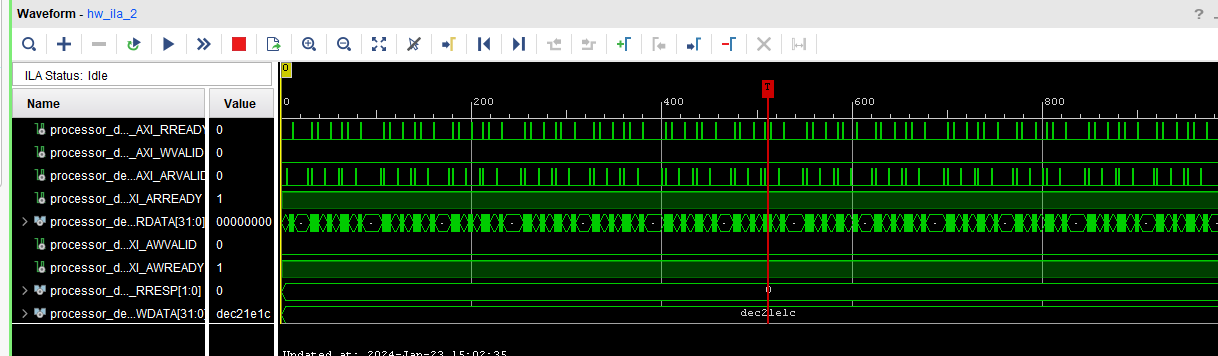 Waveform - hw_ila_2
?
ILA Status: Idle
0
T
Name
Value
0
200
400
600
800
processor_d..._AXI_RREADY
0
processor_d..._AXI_WVALID
0
processor_de...AXI_ARVALID
0
processor_d...XI_ARREADY
1
processor_de...RDATA[31:0]
00000000
processor_d...XI_AWVALID
0
processor_d...XI_AWREADY
1
processor_d..._RRESP[1:0]
0
0
processor_de...WDATA[31:0]
dec21e1c
dec21e1c
Updated at: 2024-Jan-23 15:02:35